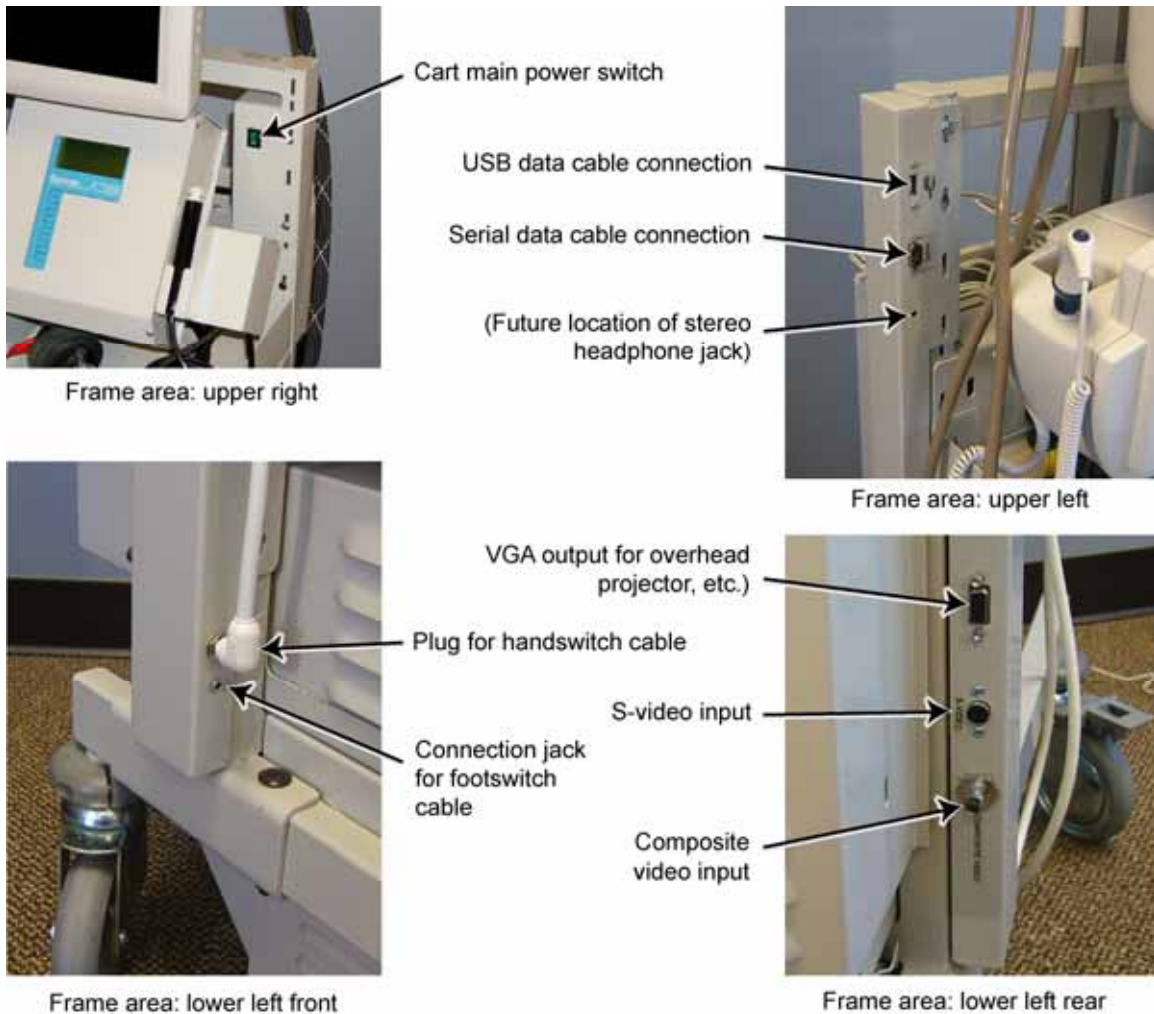 Cart main power switch
USB data cable connection
Serial data cable connection
(Future location of stereo
headphone jack)
Frame area: upper right
Frame area: upper left
VGA output for overhead
projector, etc.)
Plug for handswitch cable
S-video input
Connection jack
for footswitch
cable
Composite
video input
Frame area: lower left front
Frame area: lower left rear
S-VIDEO